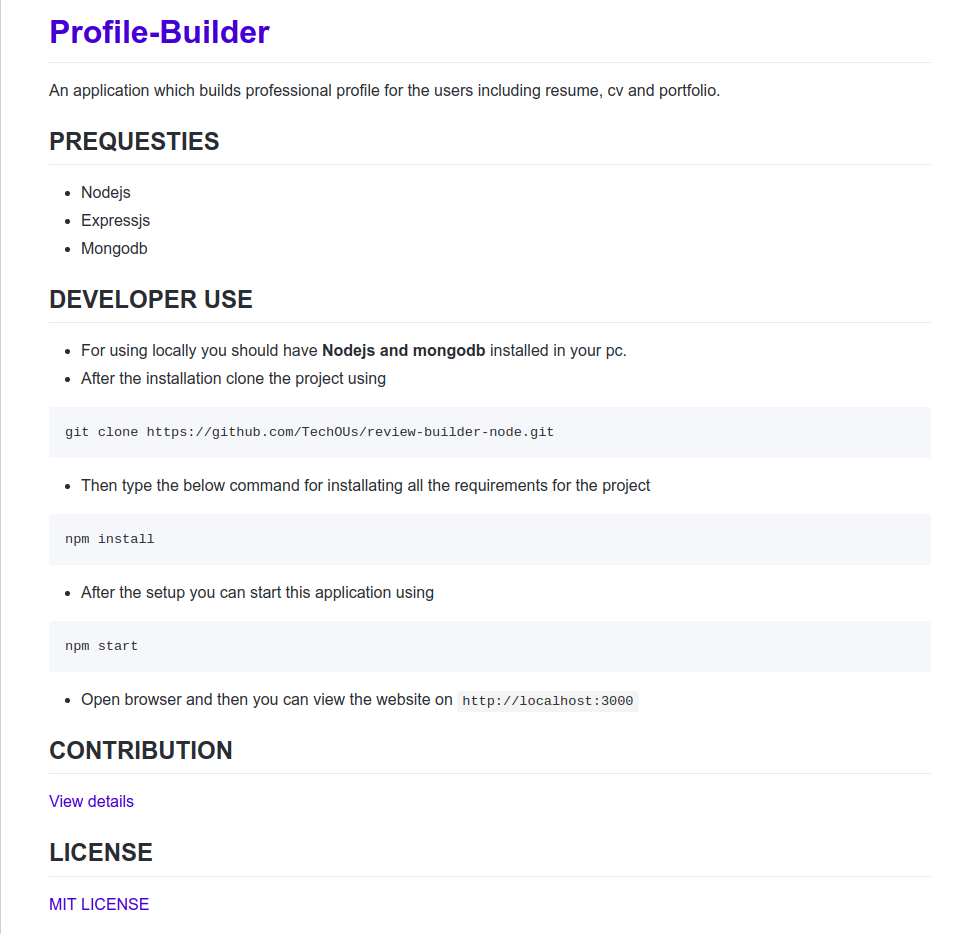 Profile-Builder
An application which builds professional profile for the users including resume, cv and portfolio.
PREQUESTIES
Nodejs
Expressjs
Mongodb
DEVELOPER USE
For using locally you should have Nodejs and mongodb installed in your pc.
After the installation clone the project using
git clone https://github.com/TechOUs/review-builder-node.git
Then type the below command for installating all the requirements for the project
npm install
After the setup you can start this application using
npm start
Open browser and then you can view the website on http://localhost:3000
CONTRIBUTION
View details
LICENSE
MIT LICENSE